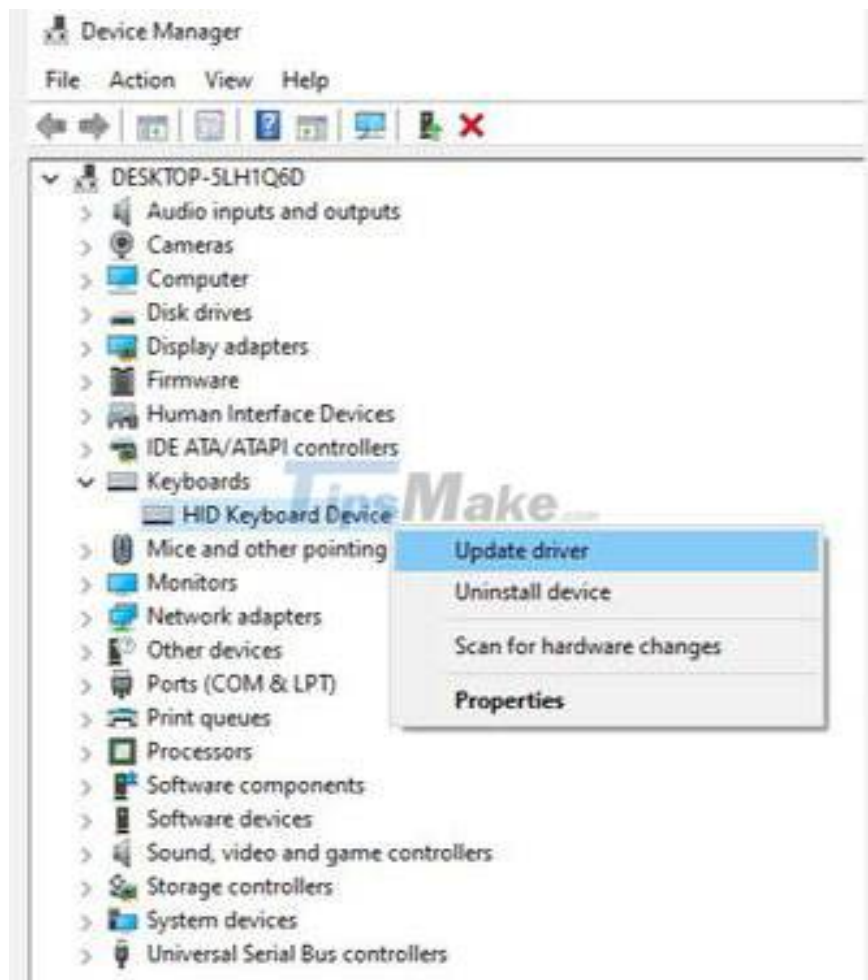 Device Manager
File Action View Help
DESKTOP-5LH1Q6D
Audio inputs and outputs
Cameras
Computer
Disk drives
Display adapters
Firmware
Human Interface Devices
IDE ATA/ATAPI controllers
Keyboards
TipsMake
HID Keyboard Device
Mice and other pointing
Update driver
Monitors
Uninstall device
Network adapters
Other devices
Scan for hardware changes
Ports (COM & LPT)
Properties
Print queues
Processors
Software components
Software devices
Sound, video and game controllers
Storage controllers
System devices
Universal Serial Bus controllers